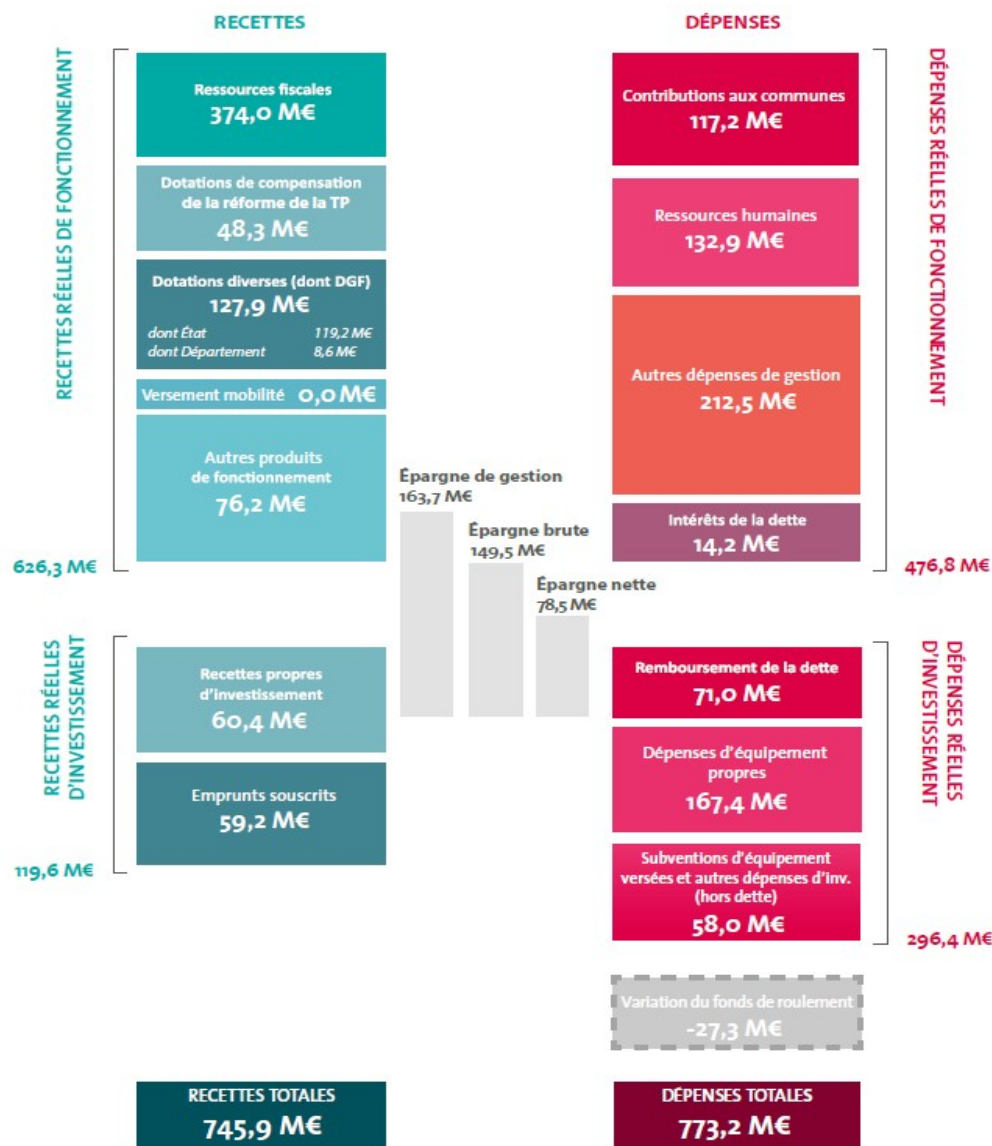 RECETTES
RECETTES RÉELLES DE FONCTIONNEMENT
Ressources fiscales
374,0 M€
Dotations de compensation
de la réforme de la TP
48,3 M€
Dotations diverses (dont DGF)
127,9 M€
dont État 119,2 M€
dont Département 8,6 M€
Versement mobilité 0,0 M€
Autres produits
de fonctionnement
76,2 M€
626,3 M€
RECETTES RÉELLES
D'INVESTISSEMENT
Recettes propres
d'investissement
60,4 M€
Emprunts souscrits
59,2 M€
119,6 M€
RECETTES TOTALES
745,9 M€
Épargne de gestion
163,7 M€
Épargne brute
149,5 M€
Épargne nette
78,5 M€
DÉPENSES
DÉPENSES RÉELLES DE FONCTIONNEMENT
Contributions aux communes
117,2 M€
Ressources humaines
132,9 M€
Autres dépenses de gestion
212,5 M€
Intérêts de la dette
14,2 M€
476,8 M€
DÉPENSES RÉELLES
D'INVESTISSEMENT
Remboursement de la dette
71,0 M€
Dépenses d'équipement
propres
167,4 M€
Subventions d'équipement
versées et autres dépenses d'inv.
(hors dette)
58,0 M€
296,4 M€
Variation du fonds de roulement
-27,3 M€
DÉPENSES TOTALES
773,2 M€